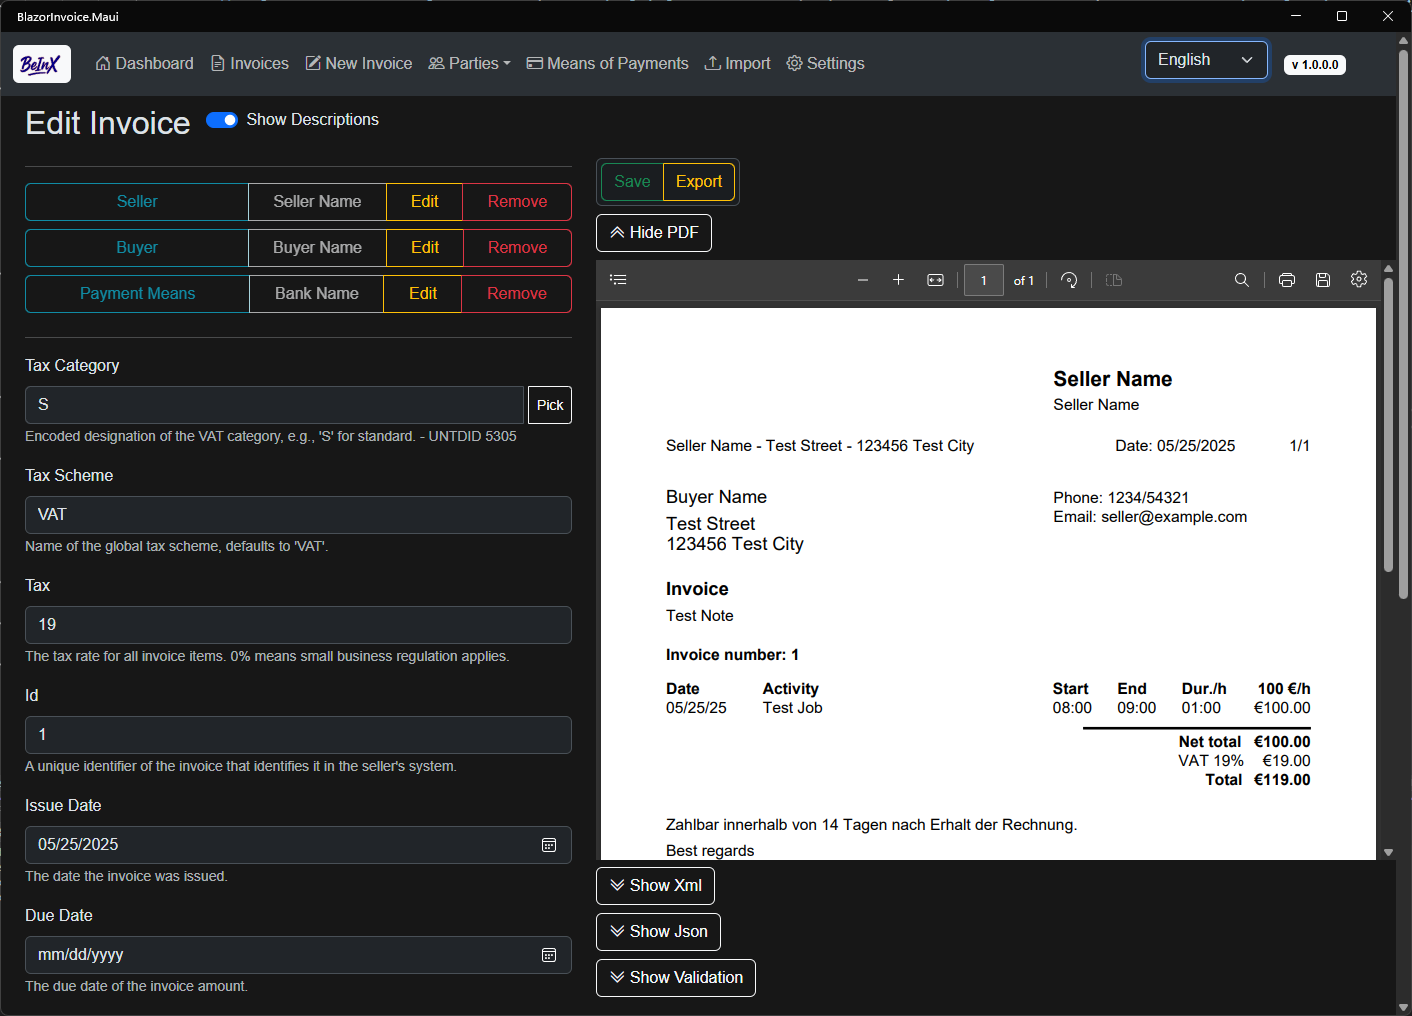 BlazorInvoice.Maui
BeInX Dashboard Invoices New Invoice Parties Means of Payments Import Settings English v 1.0.0.0
Edit Invoice Show Descriptions
Seller Seller Name Edit Remove
Buyer Buyer Name Edit Remove
Payment Means Bank Name Edit Remove
Tax Category
S Pick
Encoded designation of the VAT category, e.g., 'S' for standard. - UNTDID 5305
Tax Scheme
VAT
Name of the global tax scheme, defaults to 'VAT'.
Tax
19
The tax rate for all invoice items. 0% means small business regulation applies.
Id
1
A unique identifier of the invoice that identifies it in the seller's system.
Issue Date
05/25/2025
The date the invoice was issued.
Due Date
mm/dd/yyyy
The due date of the invoice amount.
Save Export
Hide PDF
1 of 1
Seller Name
Seller Name
Seller Name - Test Street - 123456 Test City Date: 05/25/2025 1/1
Buyer Name
Test Street
123456 Test City
Phone: 1234/54321
Email: seller@example.com
Invoice
Test Note
Invoice number: 1
Date Activity Start End Dur./h 100 €/h
05/25/25 Test Job 08:00 09:00 01:00 €100.00
Net total €100.00
VAT 19% €19.00
Total €119.00
Zahlbar innerhalb von 14 Tagen nach Erhalt der Rechnung.
Best regards
Show Xml
Show Json
Show Validation